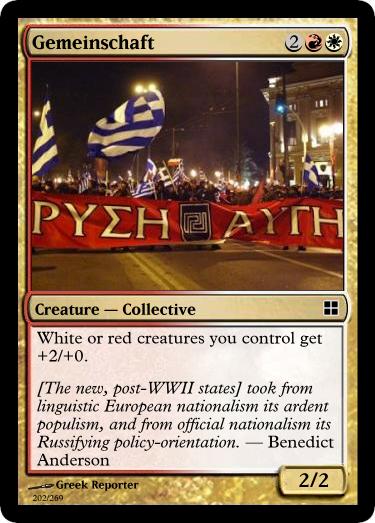 Gemeinschaft
2
ΡΥΣΗ ΑΥΓΗ
Creature — Collective
White or red creatures you control get
+2/+0.
[The new, post-WWII states] took from
linguistic European nationalism its ardent
populism, and from official nationalism its
Russifying policy-orientation. — Benedict
Anderson
Greek Reporter
2/2
202/269